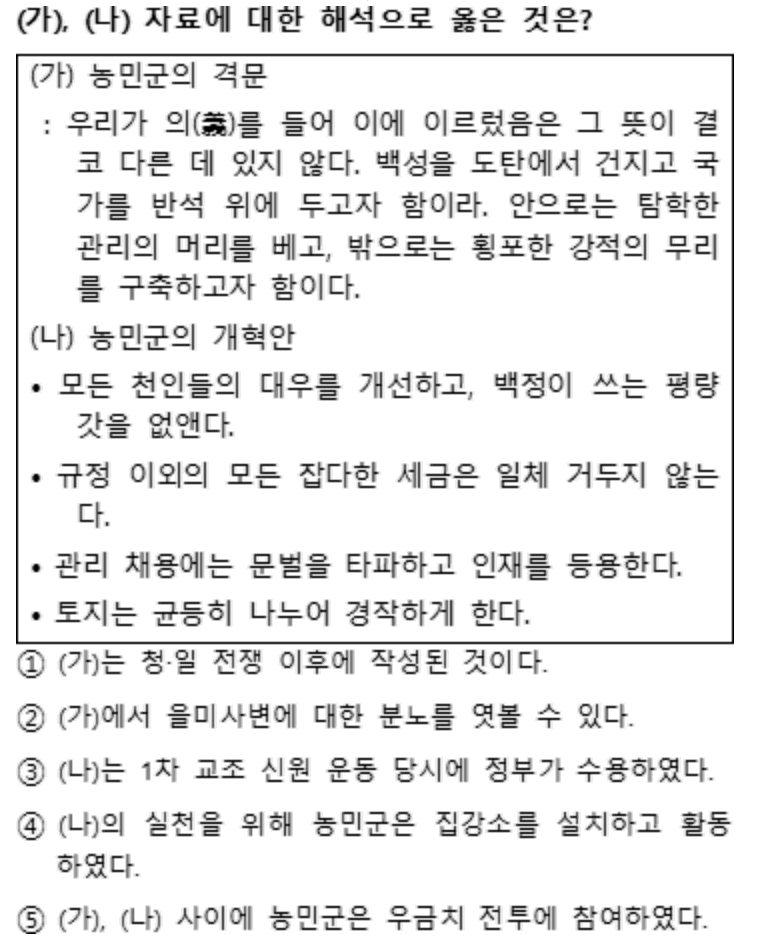 (가), (나) 자료에 대한 해석으로 옳은 것은?
(가) 농민군의 격문
: 우리가 의(義)를 들어 이에 이르렀음은 그 뜻이 결
코 다른 데 있지 않다. 백성을 도탄에서 건지고 국
가를 반석 위에 두고자 함이라. 안으로는 탐학한
관리의 머리를 베고, 밖으로는 횡포한 강적의 무리
를 구축하고자 함이다.
(나) 농민군의 개혁안
• 모든 천인들의 대우를 개선하고, 백정이 쓰는 평량
갓을 없앤다.
• 규정 이외의 모든 잡다한 세금은 일체 거두지 않는
다.
• 관리 채용에는 문벌을 타파하고 인재를 등용한다.
• 토지는 균등히 나누어 경작하게 한다.
① (가)는 청·일 전쟁 이후에 작성된 것이다.
② (가)에서 을미사변에 대한 분노를 엿볼 수 있다.
③ (나)는 1차 교조 신원 운동 당시에 정부가 수용하였다.
④ (나)의 실천을 위해 농민군은 집강소를 설치하고 활동
하였다.
⑤ (가), (나) 사이에 농민군은 우금치 전투에 참여하였다.